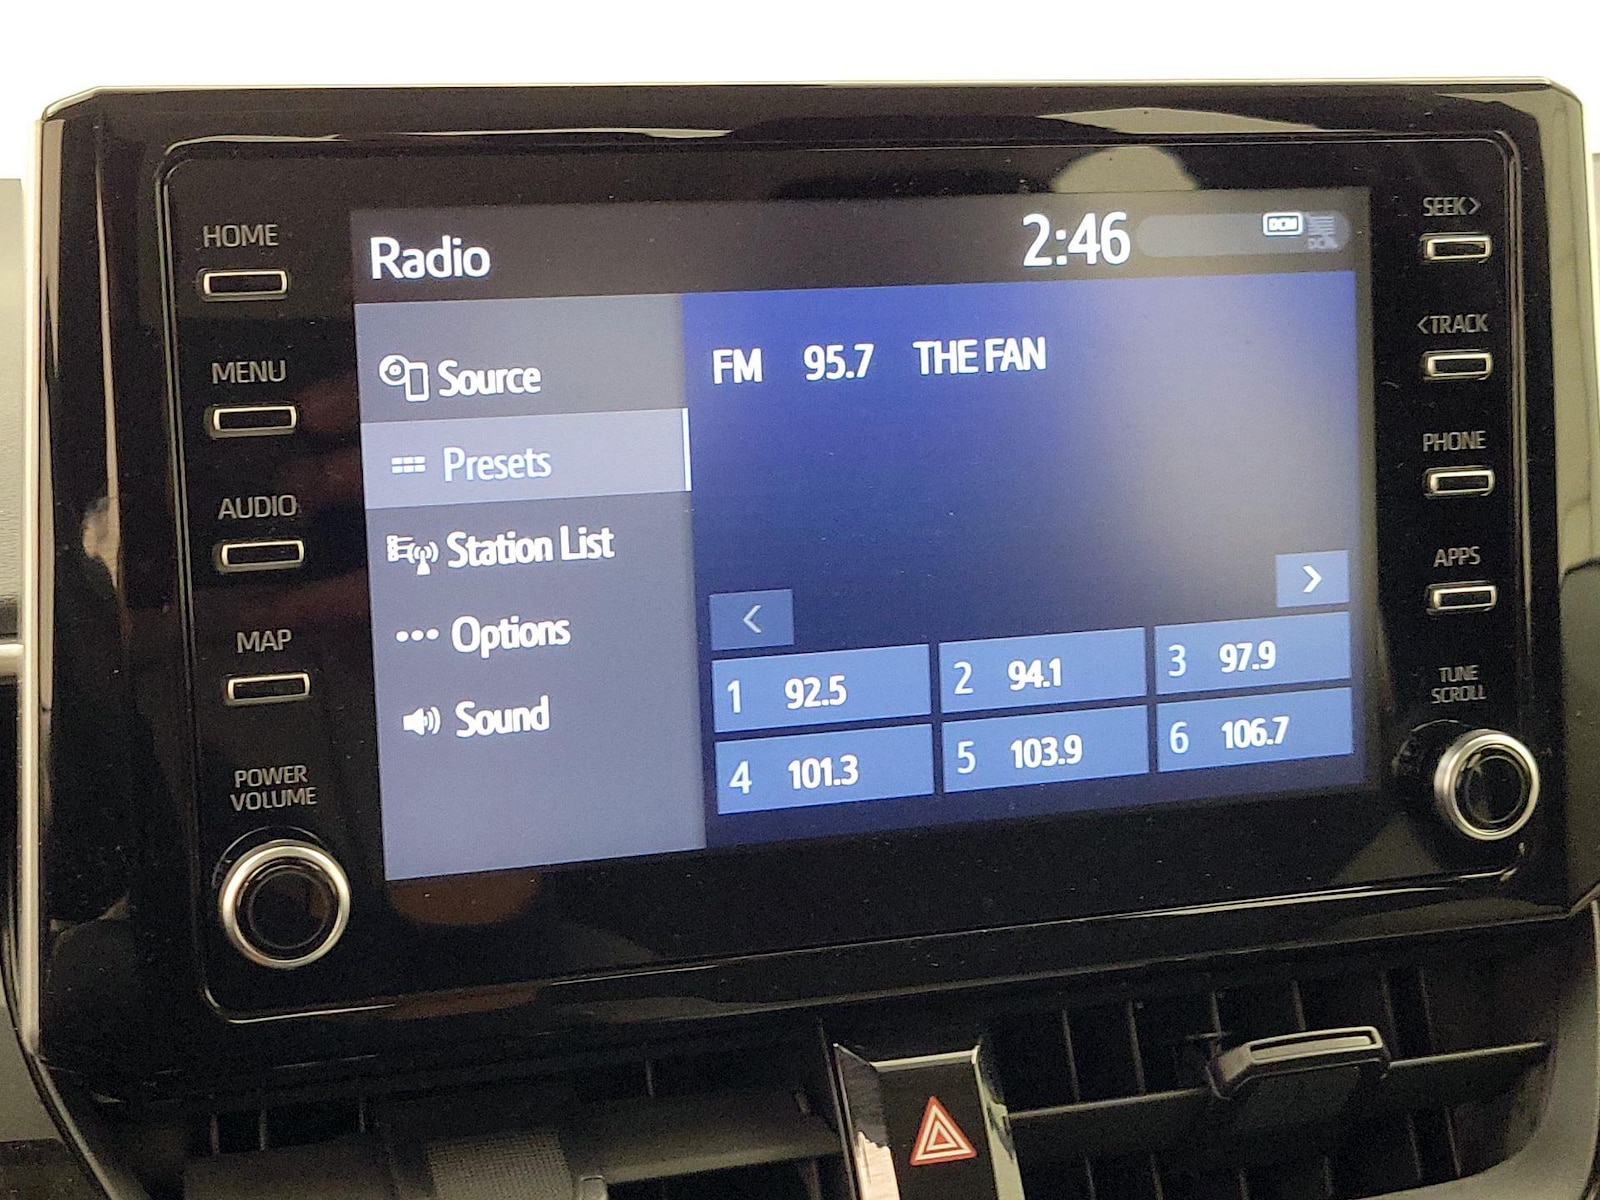 HOME
MENU
AUDIO
MAP
POWER
VOLUME
Radio
2:46
DCM
DCM
Source
Presets
Station List
Options
Sound
FM 95.7 THE FAN
<
>
1 92.5
2 94.1
3 97.9
4 101.3
5 103.9
6 106.7
SEEK>
<TRACK
PHONE
APPS
TUNE
SCROLL